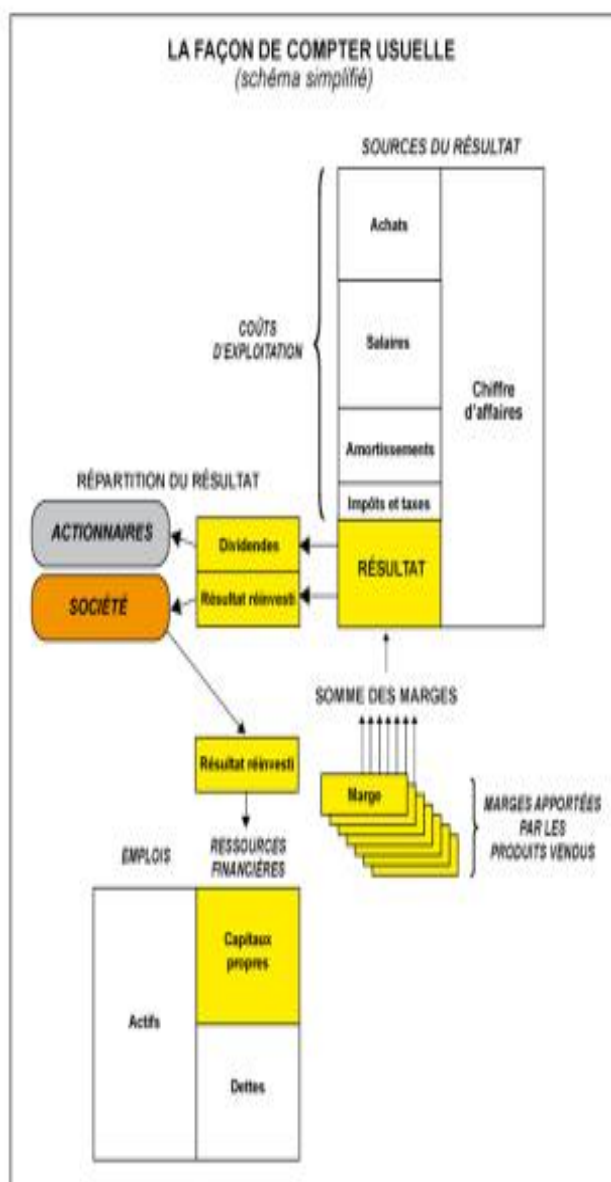 LA FAÇON DE COMPTER USUELLE
(schéma simplifié)
SOURCES DU RÉSULTAT
Achats
COÛTS
D'EXPLOITATION
Salaires
Chiffre
d'affaires
Amortissements
Impôts et taxes
RÉPARTITION DU RÉSULTAT
ACTIONNAIRES
Dividendes
RÉSULTAT
SOCIÉTÉ
Résultat réinvesti
SOMME DES MARGES
Résultat réinvesti
Marge
MARGES APPORTÉES
PAR LES
PRODUITS VENDUS
EMPLOIS
RESSOURCES
FINANCIÈRES
Capitaux
propres
Actifs
Dettes